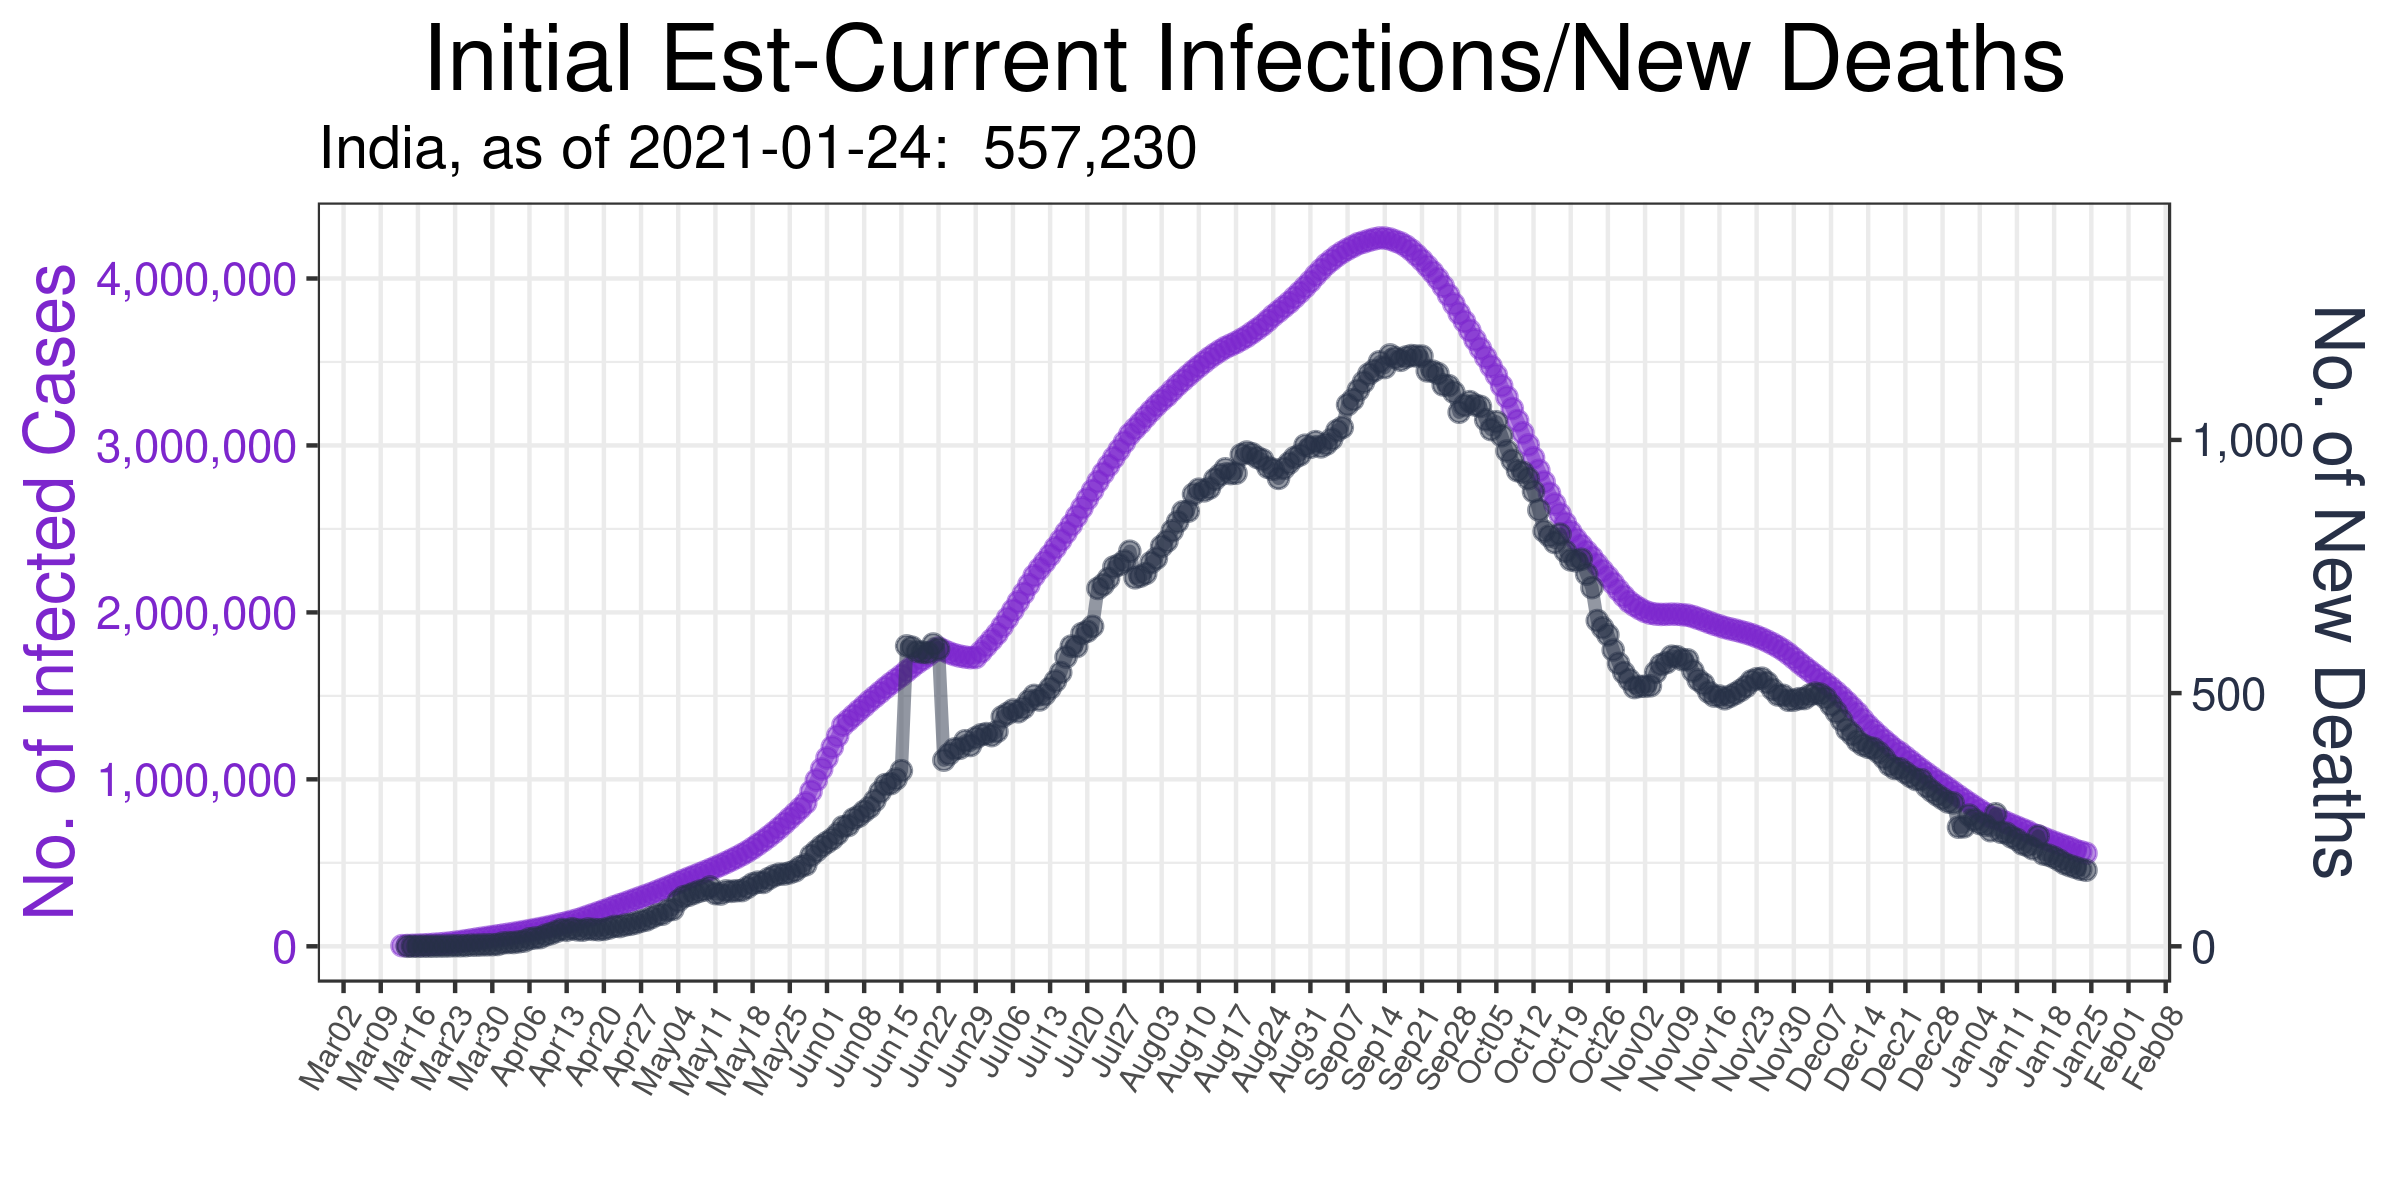 Initial Est-Current Infections/New Deaths
India, as of 2021-01-24:  557,230
No. of Infected Cases
4,000,000
3,000,000
2,000,000
1,000,000
0
No. of New Deaths
1,000
500
0
Mar02
Mar09
Mar16
Mar23
Mar30
Apr06
Apr13
Apr20
Apr27
May04
May11
May18
May25
Jun01
Jun08
Jun15
Jun22
Jun29
Jul06
Jul13
Jul20
Jul27
Aug03
Aug10
Aug17
Aug24
Aug31
Sep07
Sep14
Sep21
Sep28
Oct05
Oct12
Oct19
Oct26
Nov02
Nov09
Nov16
Nov23
Nov30
Dec07
Dec14
Dec21
Dec28
Jan04
Jan11
Jan18
Jan25
Feb01
Feb08